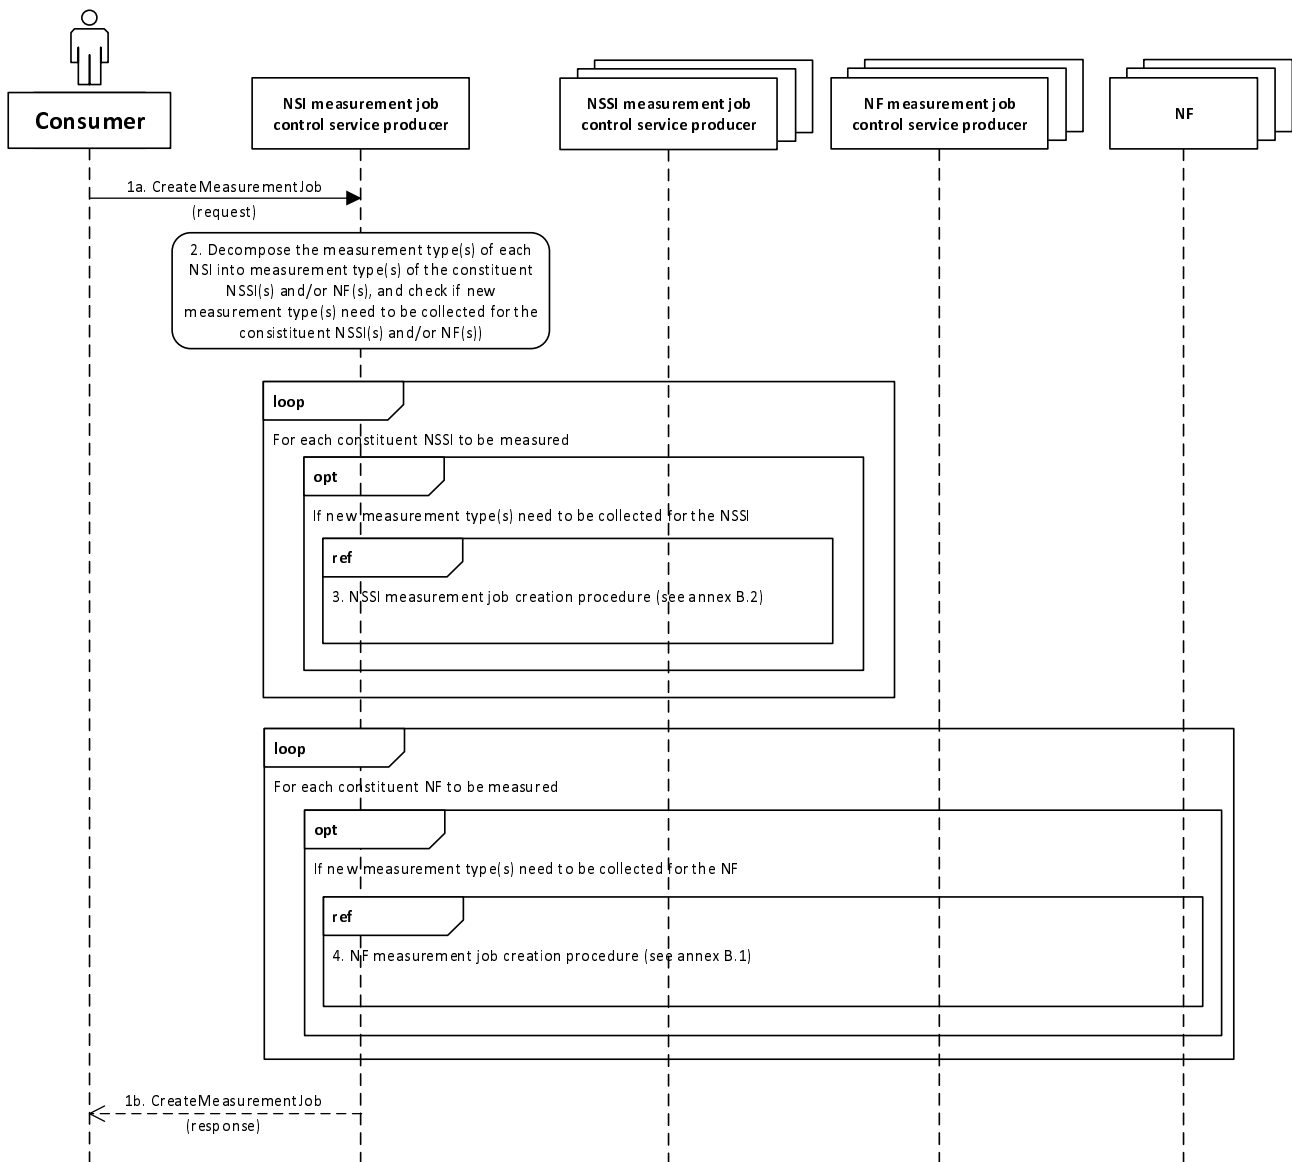 Consumer
NSI measurement job
control service producer
NSSI measurement job
control service producer
NF measurement job
control service producer
NF
1a. CreateMeasurementJob
(request)
2. Decompose the measurement type(s) of each
NSI into measurement type(s) of the constituent
NSSI(s) and/or NF(s), and check if new
measurement type(s) need to be collected for the
consistituent NSSI(s) and/or NF(s))
loop
For each constituent NSSI to be measured
opt
If new measurement type(s) need to be collected for the NSSI
ref
3. NSSI measurement job creation procedure (see annex B.2)
loop
For each constituent NF to be measured
opt
If new measurement type(s) need to be collected for the NF
ref
4. NF measurement job creation procedure (see annex B.1)
1b. CreateMeasurementJob
(response)